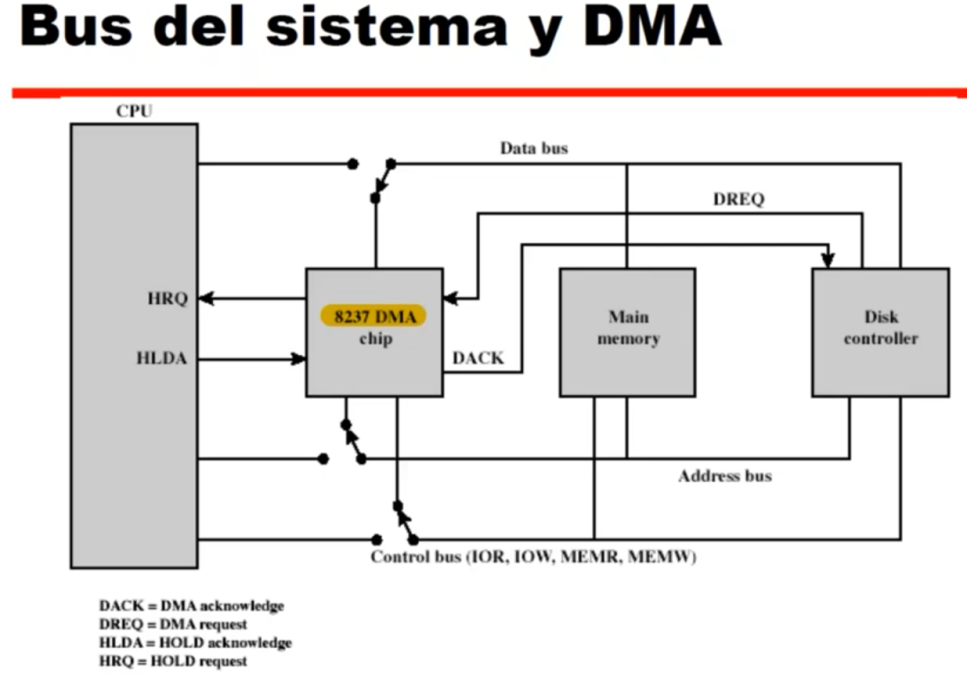 Bus del sistema y DMA
CPU
Data bus
DREQ
HRQ
8237 DMA
chip
Main
memory
Disk
controller
HLDA
DACK
Address bus
Control bus (IOR, IOW, MEMR, MEMW)
DACK = DMA acknowledge
DREQ = DMA request
HLDA = HOLD acknowledge
HRQ = HOLD request